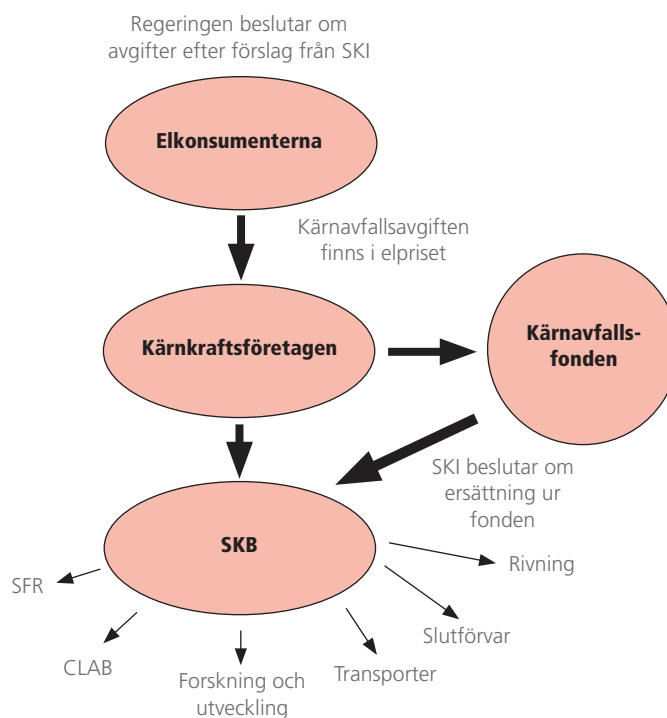 Regeringen beslutar om
avgifter efter förslag från SKI
Elkonsumenterna
Kärnavfallsavgiften
finns i elpriset
Kärnkraftsföretagen
Kärnavfalls-
fonden
SKI beslutar om
ersättning ur
fonden
SKB
Rivning
SFR
Slutförvar
CLAB
Forskning och
utveckling
Transporter